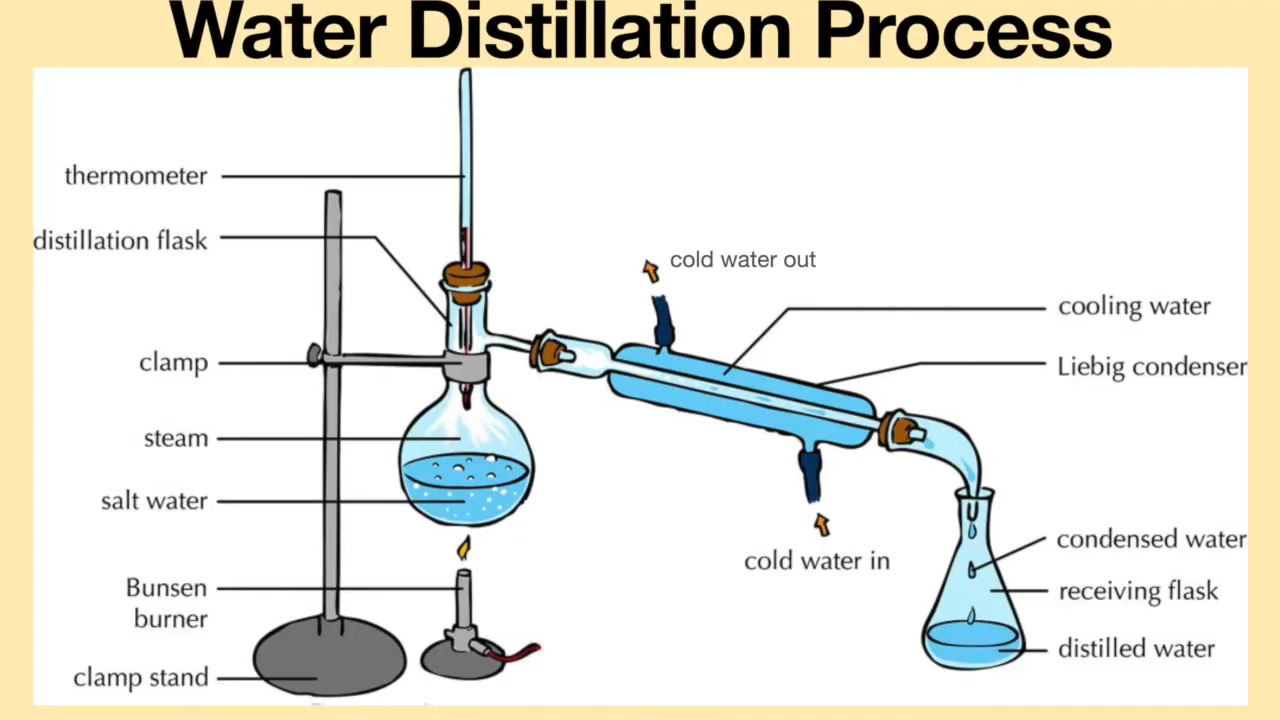 Water Distillation Process
thermometer
distillation flask
clamp
steam
salt water
Bunsen
burner
clamp stand
cold water out
cooling water
Liebig condenser
cold water in
condensed water
receiving flask
distilled water